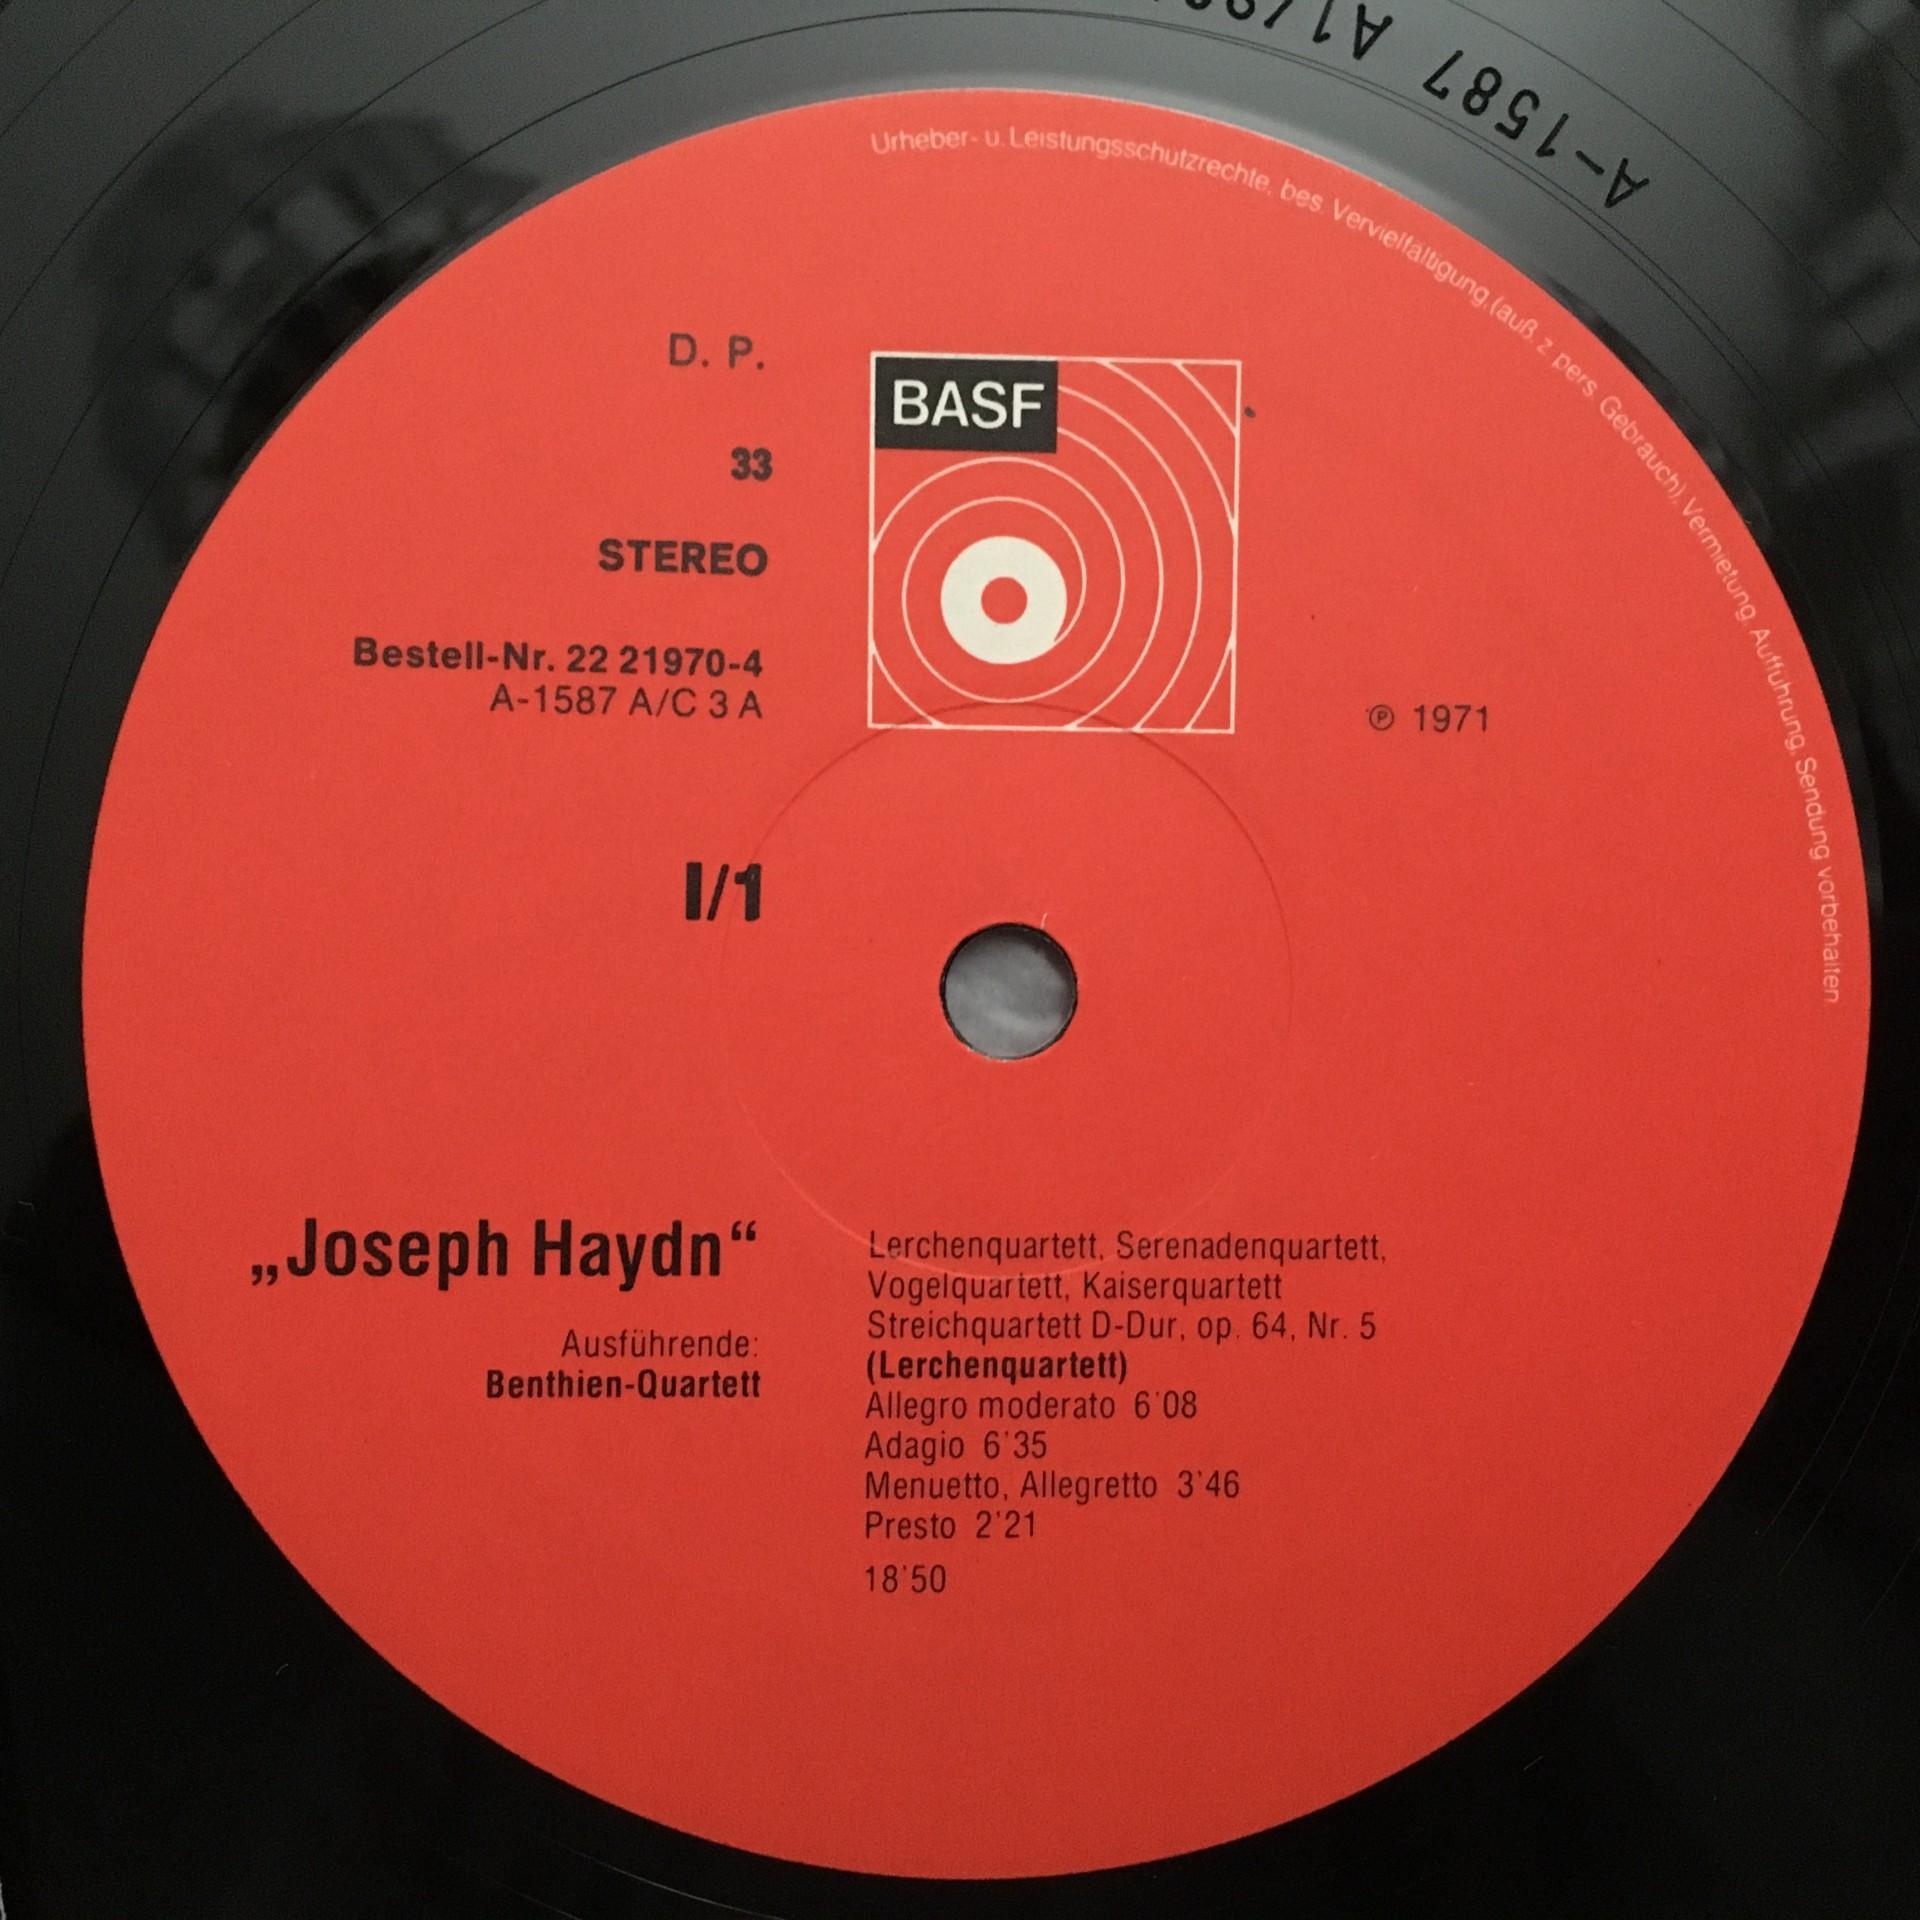 A-1587 A1
Urheber- u. Leistungsschutzrechte, bes. Vervielfältigung, (auß. z. pers. Gebrauch), Vermietung, Aufführung, Sendung vorbehalten
D. P.
BASF
33
STEREO
Bestell-Nr. 22 21970-4
A-1587 A/C 3 A
℗ 1971
I/1
„Joseph Haydn“
Ausführende:
Benthien-Quartett
Lerchenquartett, Serenadenquartett,
Vogelquartett, Kaiserquartett
Streichquartett D-Dur, op. 64, Nr. 5
(Lerchenquartett)
Allegro moderato 6'08
Adagio 6'35
Menuetto, Allegretto 3'46
Presto 2'21
18'50